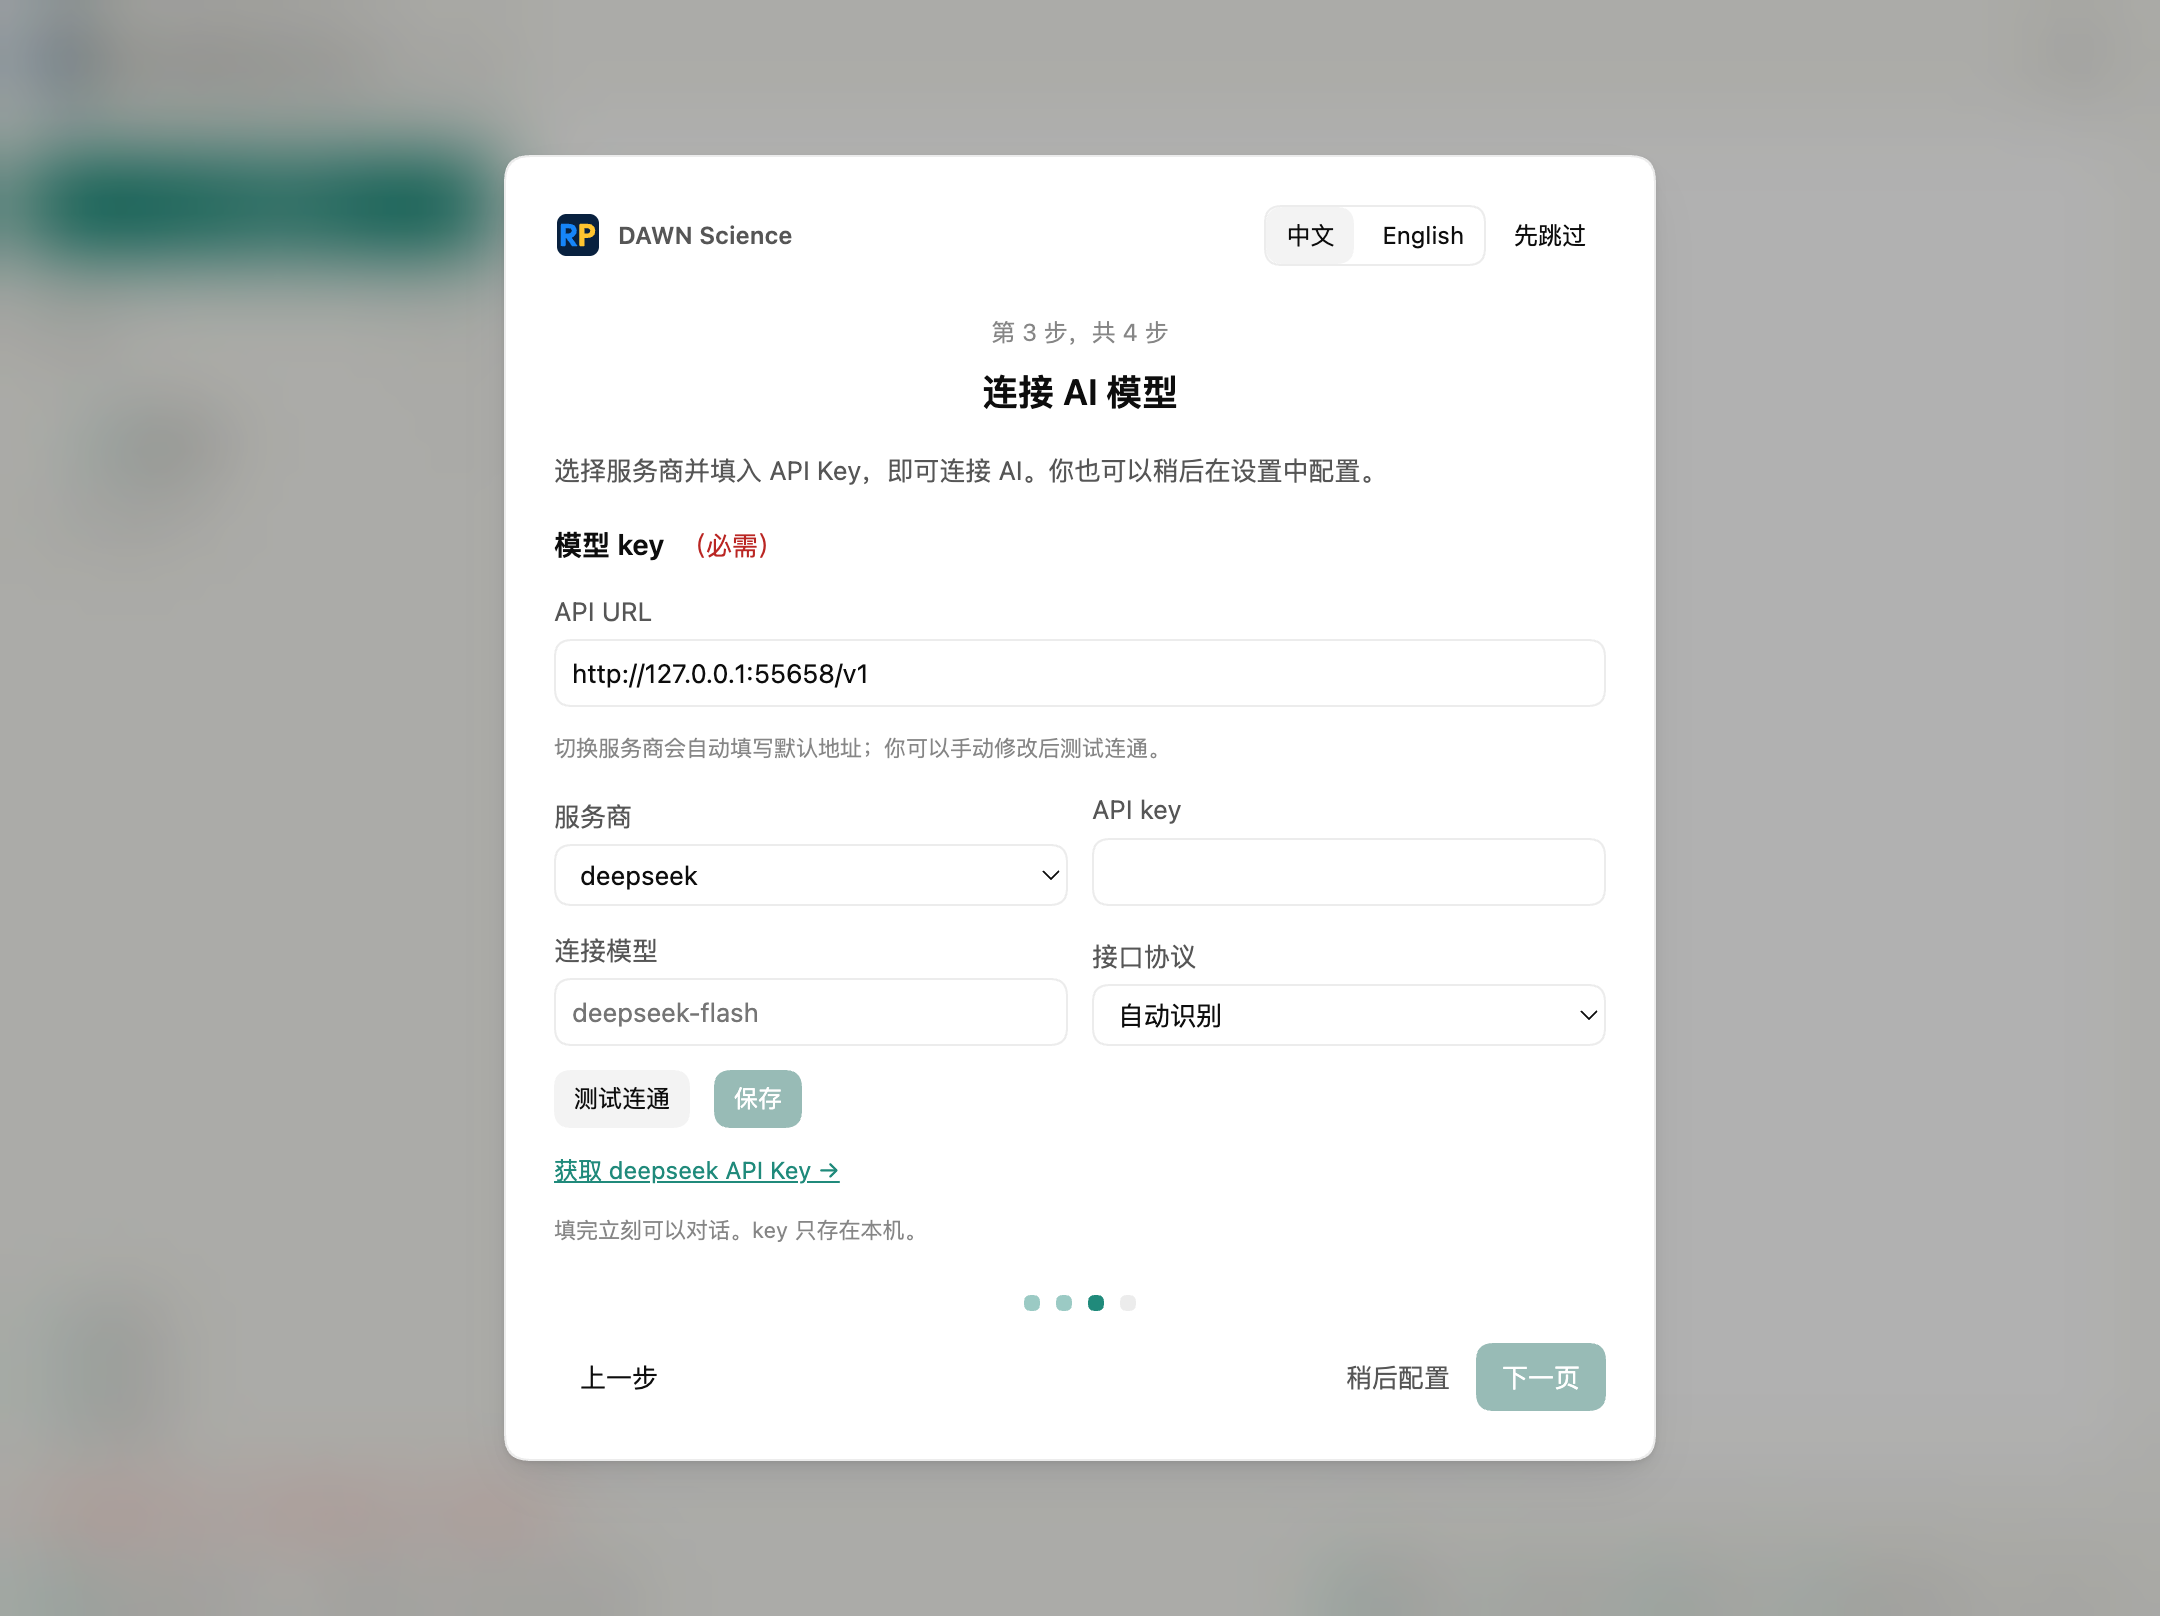 RP DAWN Science 中文 English 先跳过
第 3 步，共 4 步
连接 AI 模型
选择服务商并填入 API Key，即可连接 AI。你也可以稍后在设置中配置。
模型 key （必需）
API URL
http://127.0.0.1:55658/v1
切换服务商会自动填写默认地址；你可以手动修改后测试连通。
服务商 API key
deepseek
连接模型 接口协议
deepseek-flash 自动识别
测试连通 保存
获取 deepseek API Key →
填完立刻可以对话。key 只存在本机。
上一步 稍后配置 下一页